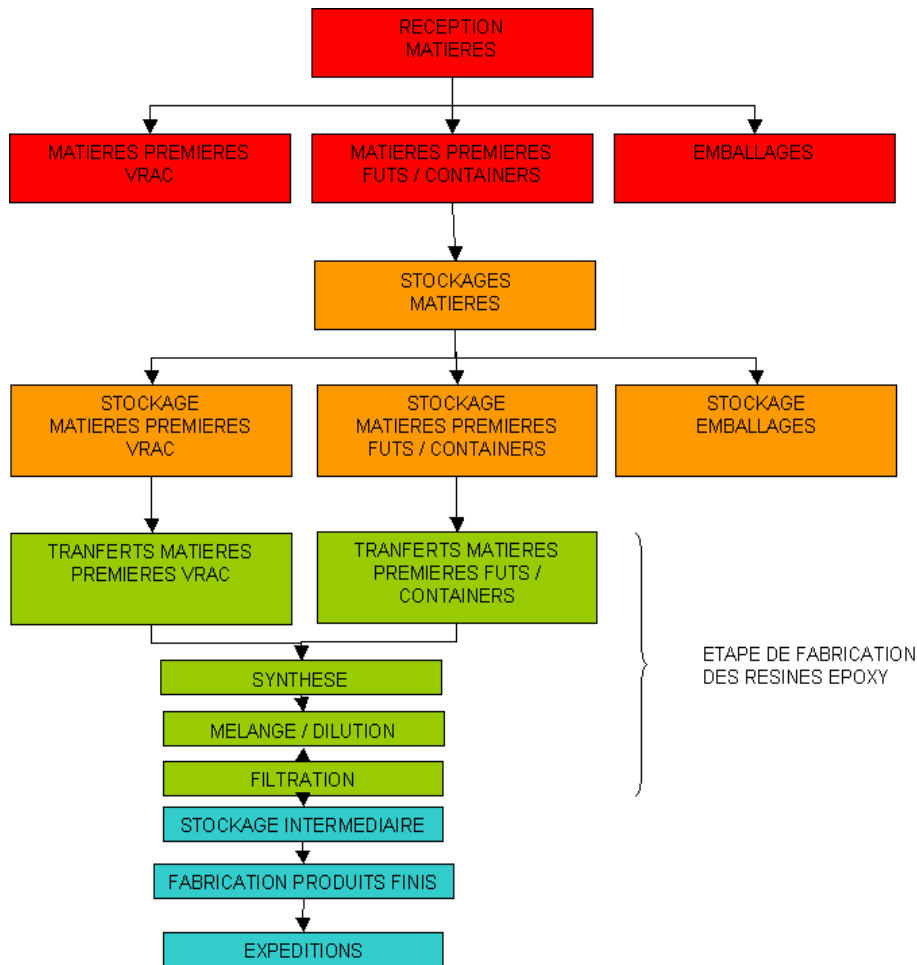 RECEPTION
MATIERES
MATIERES PREMIERES
VRAC
MATIERES PREMIERES
FUTS / CONTAINERS
EMBALLAGES
STOCKAGES
MATIERES
STOCKAGE
MATIERES PREMIERES
VRAC
STOCKAGE
MATIERES PREMIERES
FUTS / CONTAINERS
STOCKAGE
EMBALLAGES
TRANFERTS MATIERES
PREMIERES VRAC
TRANFERTS MATIERES
PREMIERES FUTS /
CONTAINERS
ETAPE DE FABRICATION
DES RESINES EPOXY
SYNTHESE
MELANGE / DILUTION
FILTRATION
STOCKAGE INTERMEDIAIRE
FABRICATION PRODUITS FINIS
EXPEDITIONS